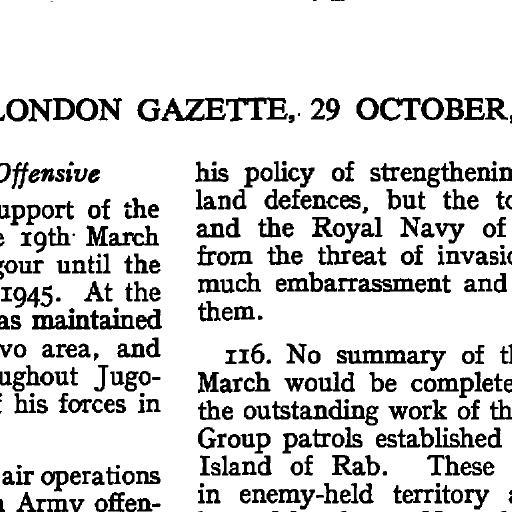 LONDON GAZETTE, 29 OCTOBER,
Offensive
upport of the
19th March
gour until the
1945. At the
as maintained
vo area, and
ughout Jugo-
his forces in
air operations
Army offen-
his policy of strengthenin
land defences, but the to
and the Royal Navy of
from the threat of invasio
much embarrassment and
them.
116. No summary of th
March would be complete
the outstanding work of th
Group patrols established
Island of Rab. These
in enemy-held territory